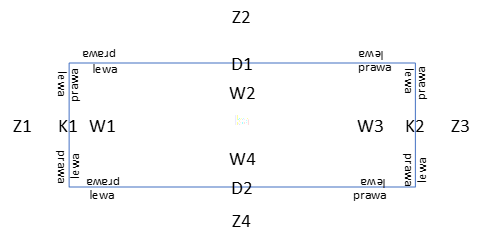 Z2
prawa lewa
lewa D1 prawa
lewa prawa W2 lewa prawa
Z1 K1 W1 W3 K2 Z3
prawa lewa W4 prawa lewa
prawa lewa
lewa D2 prawa
Z4